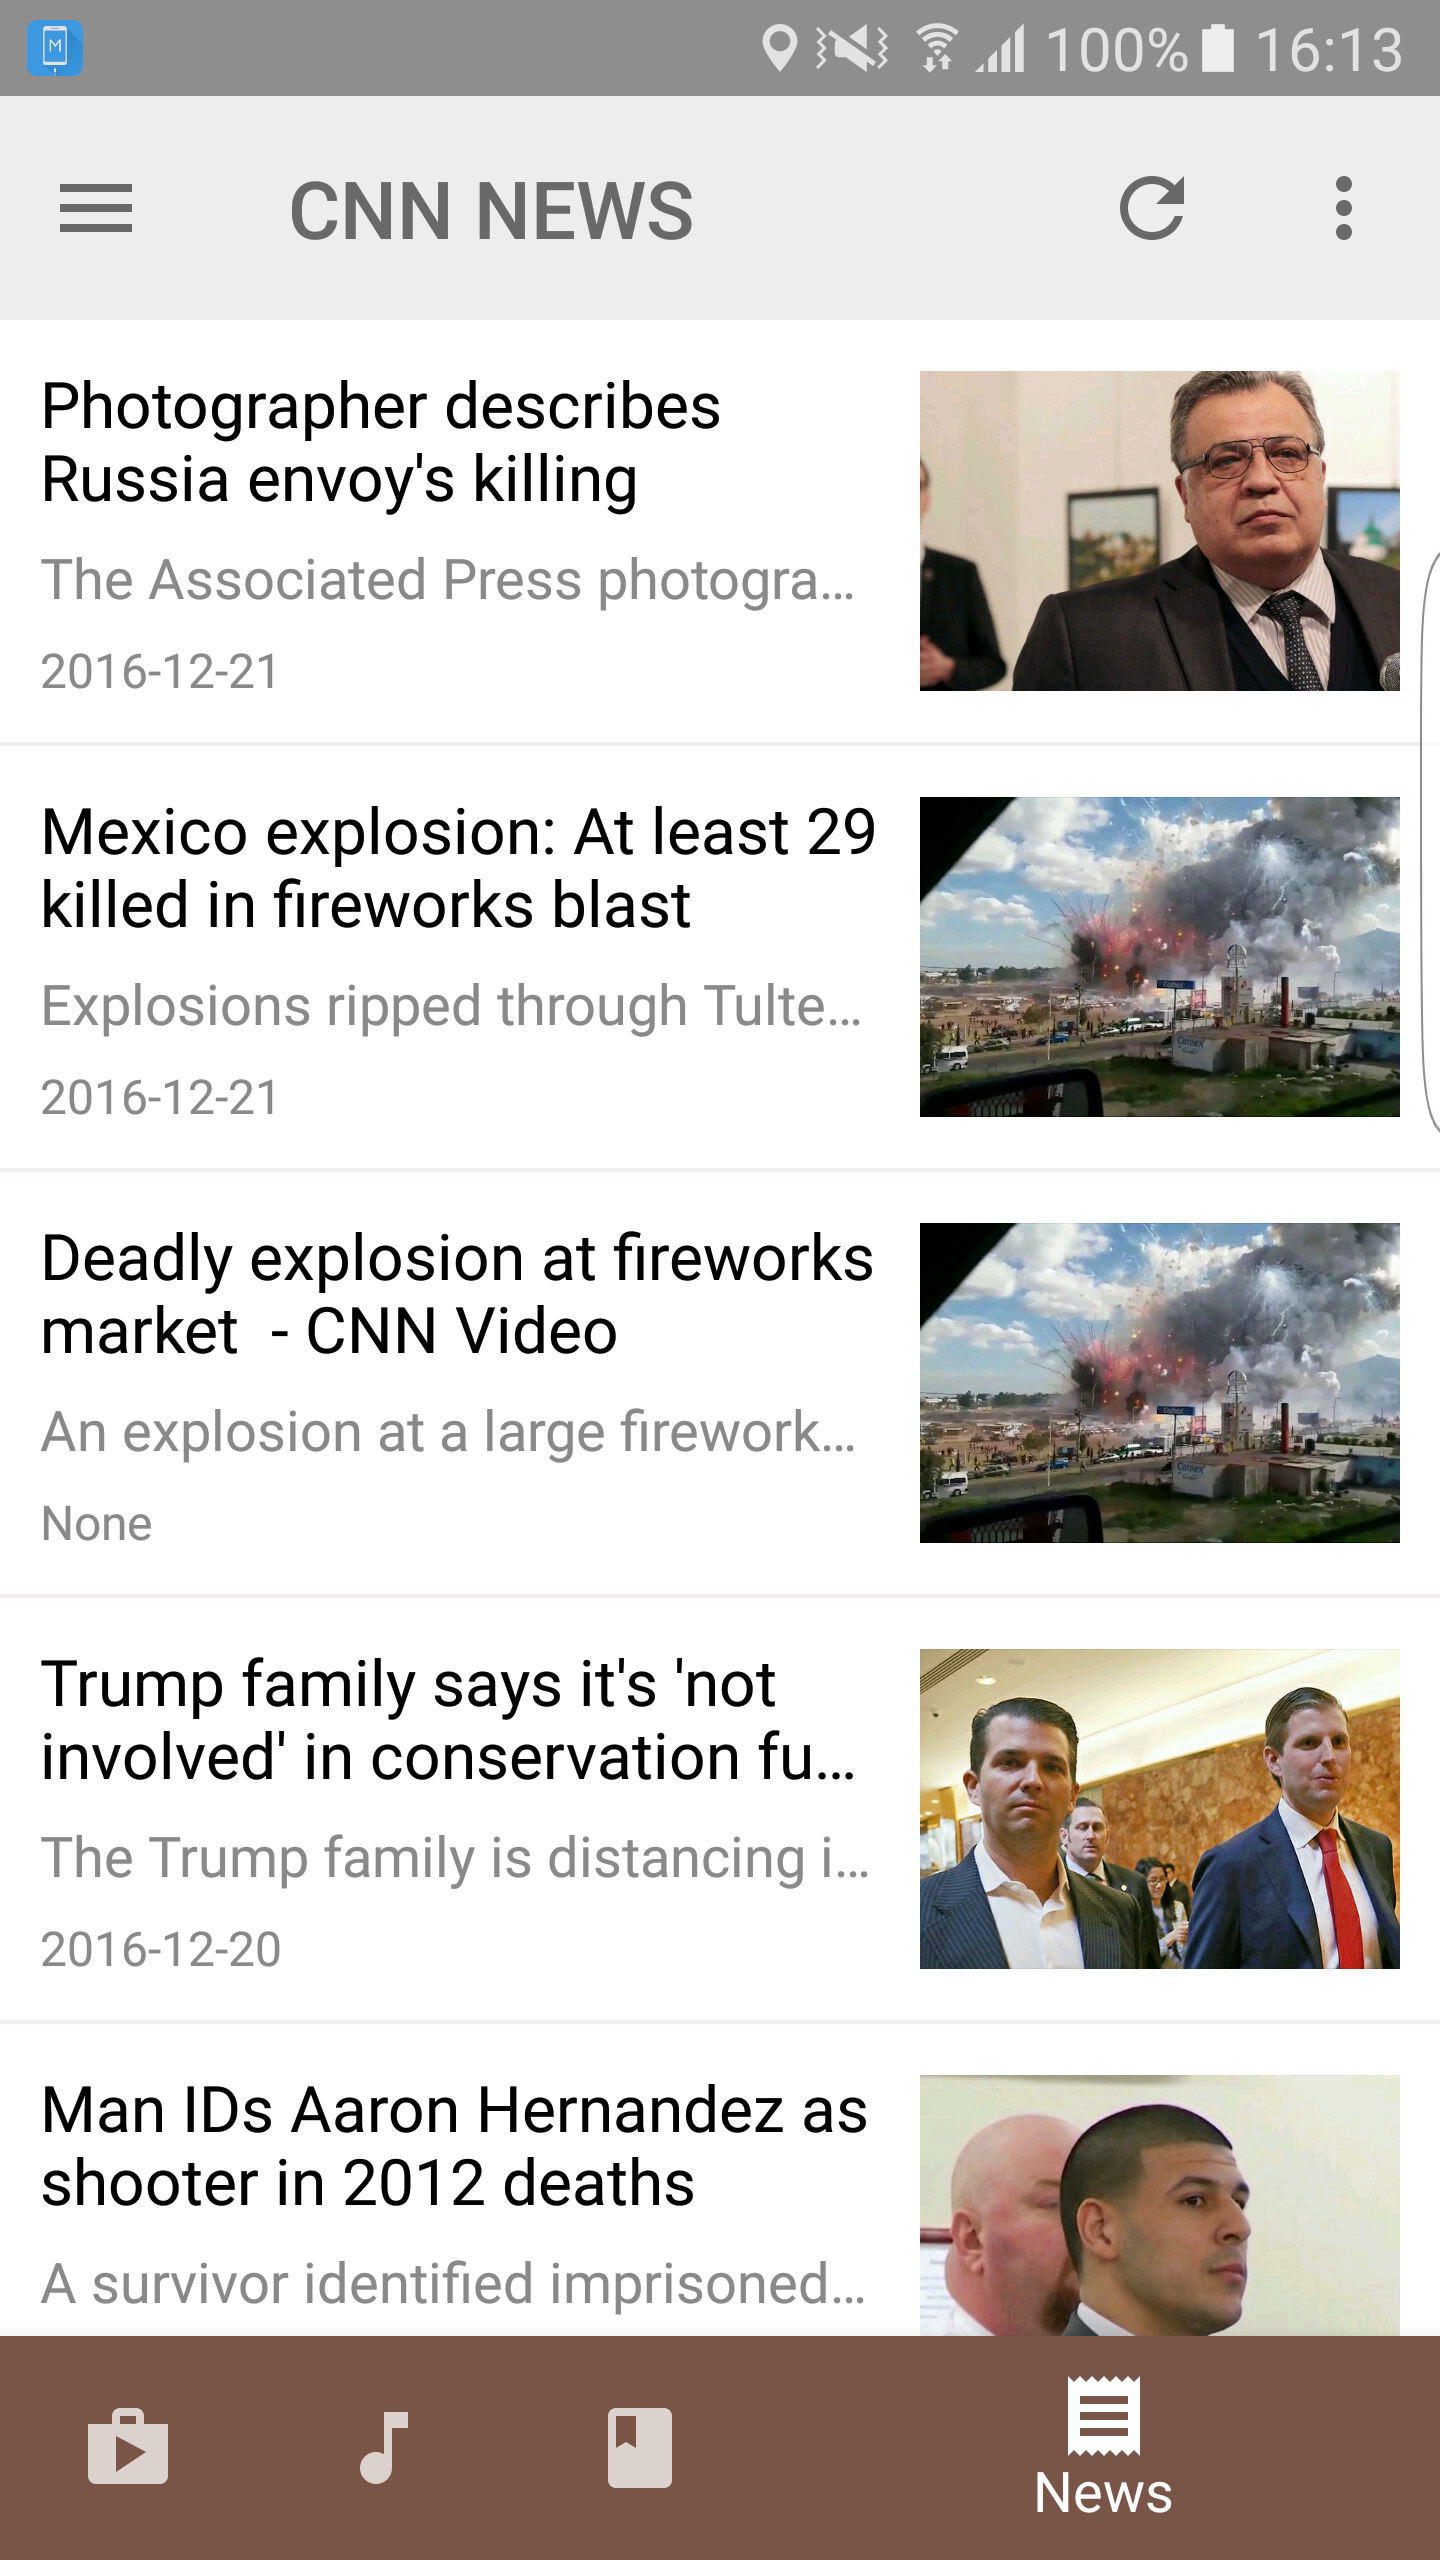 M
100% 16:13
CNN NEWS
Photographer describes
Russia envoy's killing
The Associated Press photogra...
2016-12-21
Mexico explosion: At least 29
killed in fireworks blast
Explosions ripped through Tulte...
2016-12-21
Comex
Comex
Deadly explosion at fireworks
market - CNN Video
An explosion at a large firework...
None
Comex
Comex
Trump family says it's 'not
involved' in conservation fu...
The Trump family is distancing i...
2016-12-20
Man IDs Aaron Hernandez as
shooter in 2012 deaths
A survivor identified imprisoned...
News